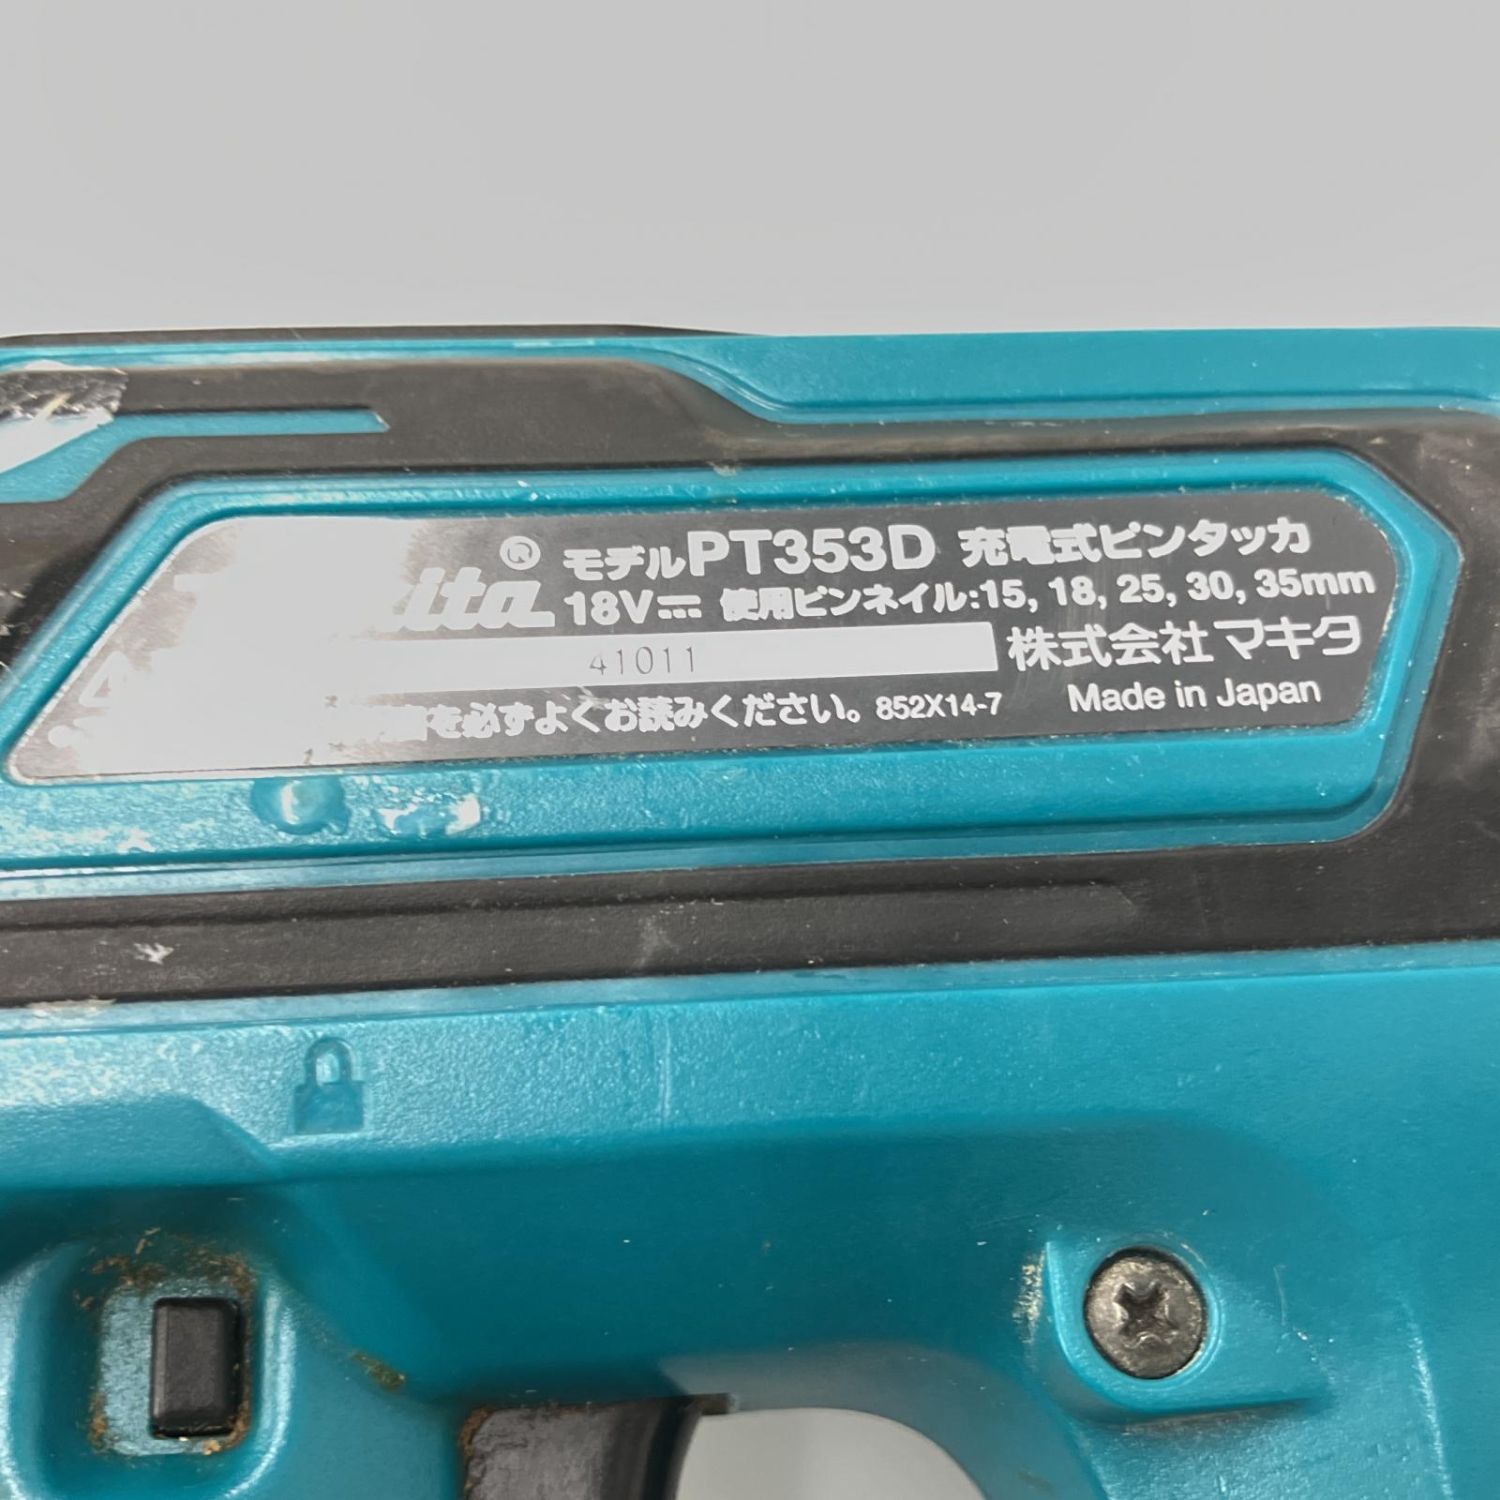 ® モデルPT353D 充電式ピンタッカ
18V 使用ピンネイル:15, 18, 25, 30, 35mm
41011
株式会社マキタ
を必ずよくお読みください。 852X14-7
Made in Japan